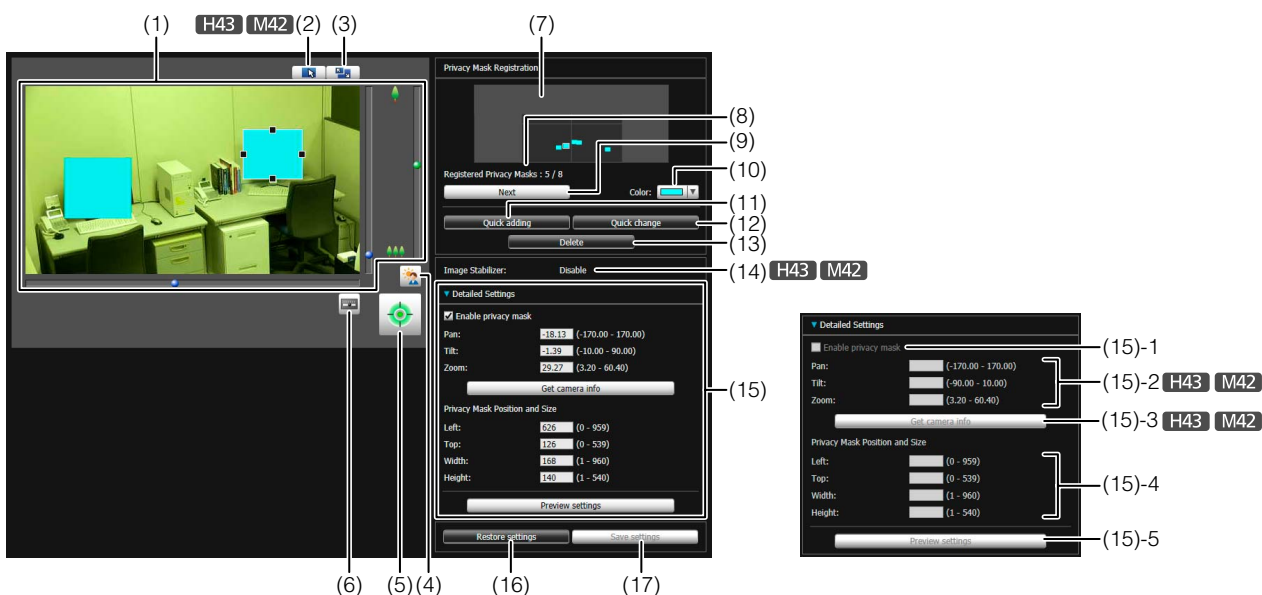 (1) H43 M42 (2) (3) (7)
Privacy Mask Registration
(8)
(9)
(10)
Registered Privacy Masks : 5 / 8
Next Color:
(11)
Quick adding Quick change (12)
Delete (13)
Image Stabilizer: Disable (14) H43 M42
Detailed Settings
Enable privacy mask
Pan: -18.13 (-170.00 - 170.00)
Tilt: -1.39 (-10.00 - 90.00)
Zoom: 29.27 (3.20 - 60.40)
Get camera info
(15)
Privacy Mask Position and Size
Left: 626 (0 - 959)
Top: 126 (0 - 539)
Width: 168 (1 - 960)
Height: 140 (1 - 540)
Preview settings
Restore settings Save settings
(6) (5) (4) (16) (17)
Detailed Settings
Enable privacy mask (15)-1
Pan: (-170.00 - 170.00)
Tilt: (-90.00 - 10.00) (15)-2 H43 M42
Zoom: (3.20 - 60.40)
Get camera info (15)-3 H43 M42
Privacy Mask Position and Size
Left: (0 - 959)
Top: (0 - 539) (15)-4
Width: (1 - 960)
Height: (1 - 540)
Preview settings (15)-5